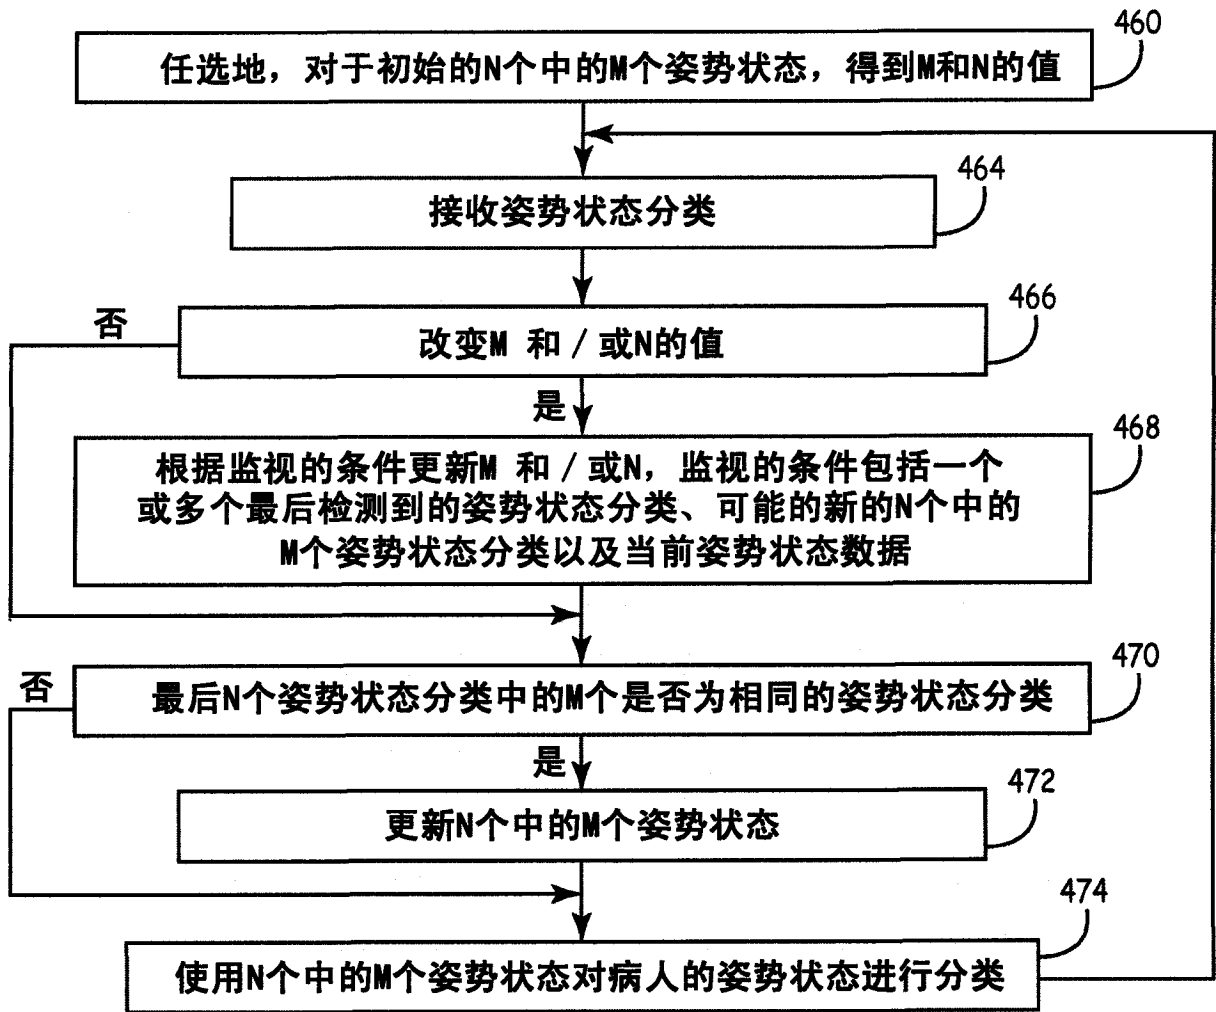 460
任选地，对于初始的N个中的M个姿势状态，得到M和N的值
464
接收姿势状态分类
466
否
改变M 和 / 或N的值
是
468
根据监视的条件更新M 和 / 或N，监视的条件包括一个
或多个最后检测到的姿势状态分类、可能的新的N个中的
M个姿势状态分类以及当前姿势状态数据
470
否
最后N个姿势状态分类中的M个是否为相同的姿势状态分类
是
472
更新N个中的M个姿势状态
474
使用N个中的M个姿势状态对病人的姿势状态进行分类